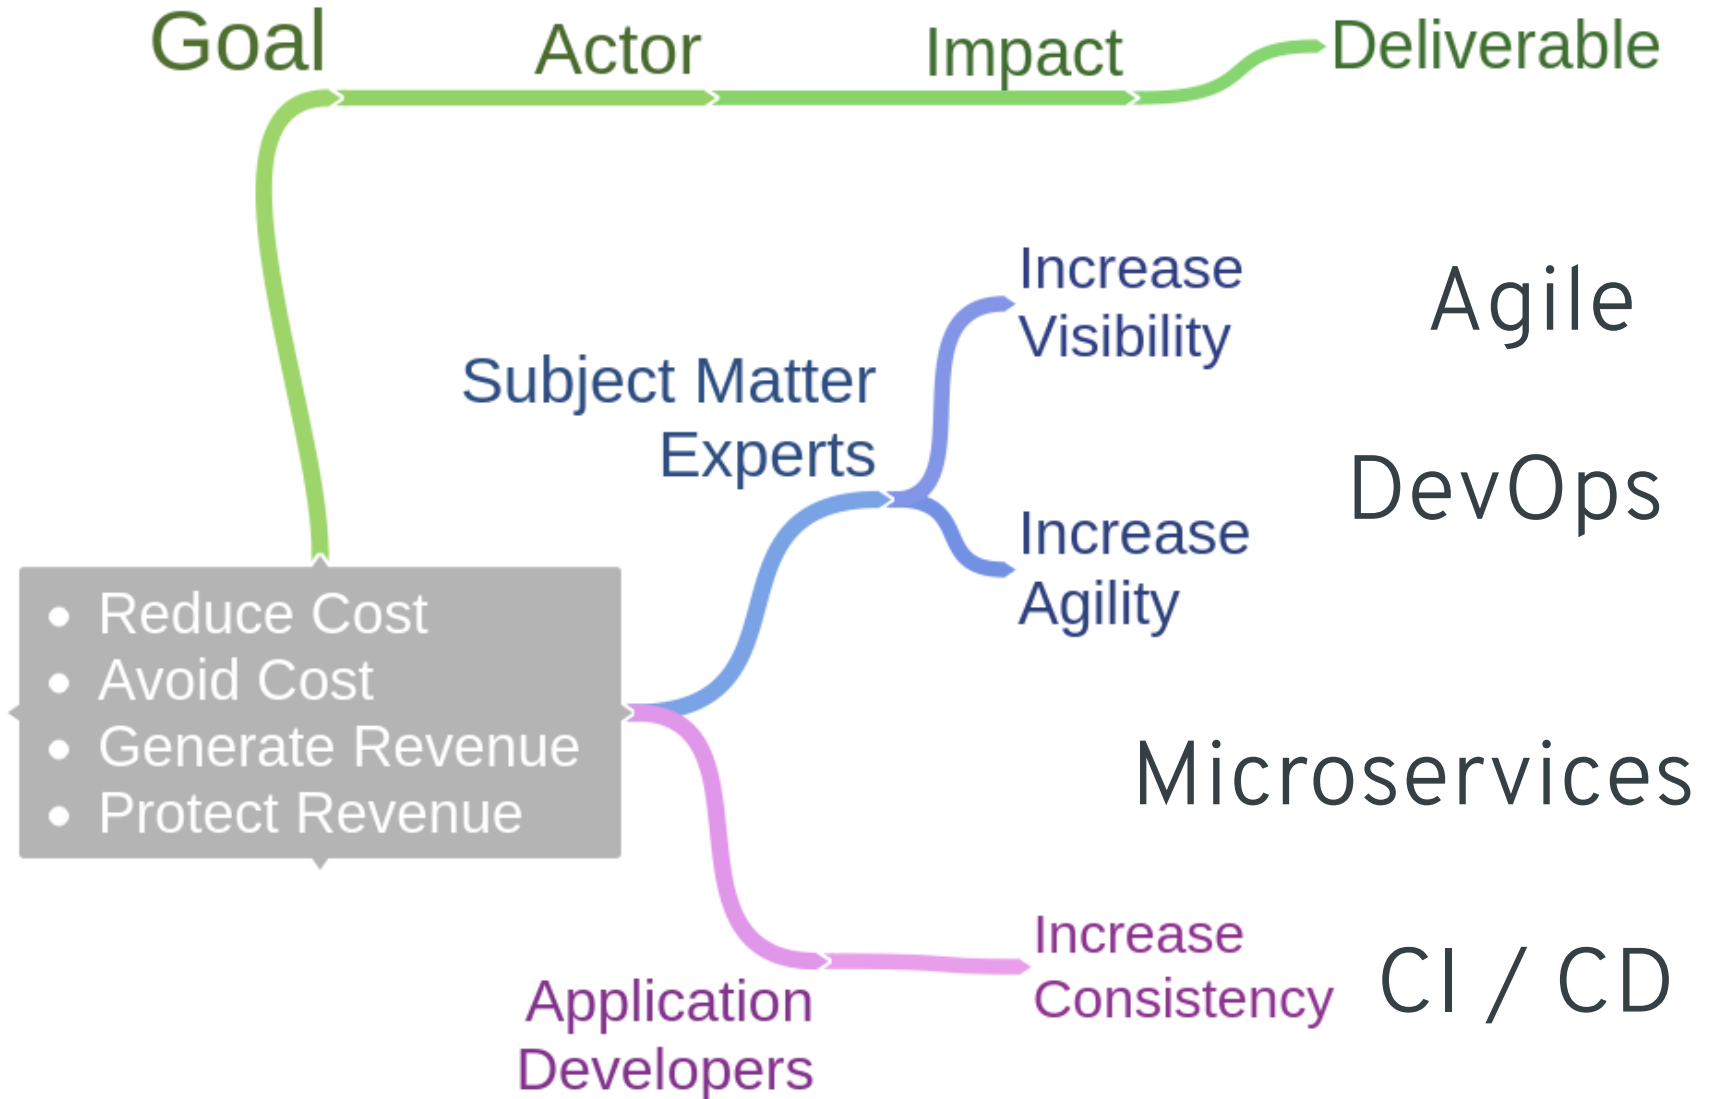 Goal
Actor
Impact
Deliverable
Increase
Visibility
Agile
Subject Matter
Experts
DevOps
Increase
Agility
• Reduce Cost
• Avoid Cost
• Generate Revenue
• Protect Revenue
Microservices
Increase
Consistency
CI / CD
Application
Developers